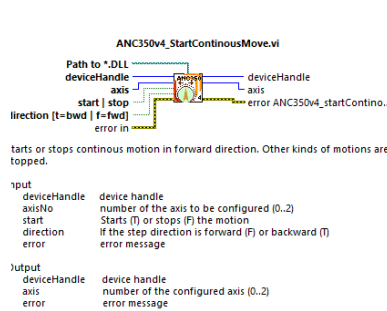 ANC350v4_StartContinousMove.vi
Path to *.DLL
deviceHandle
axis
start | stop
direction [t=bwd | f=fwd]
error in
ANC350
4
deviceHandle
axis
error ANC350v4_startContino..
tarts or stops continous motion in forward direction. Other kinds of motions are
topped.
nput
deviceHandle device handle
axisNo number of the axis to be configured (0..2)
start Starts (T) or stops (F) the motion
direction If the step direction is forward (F) or backward (T)
error error message
Output
deviceHandle device handle
axis number of the configured axis (0..2)
error error message